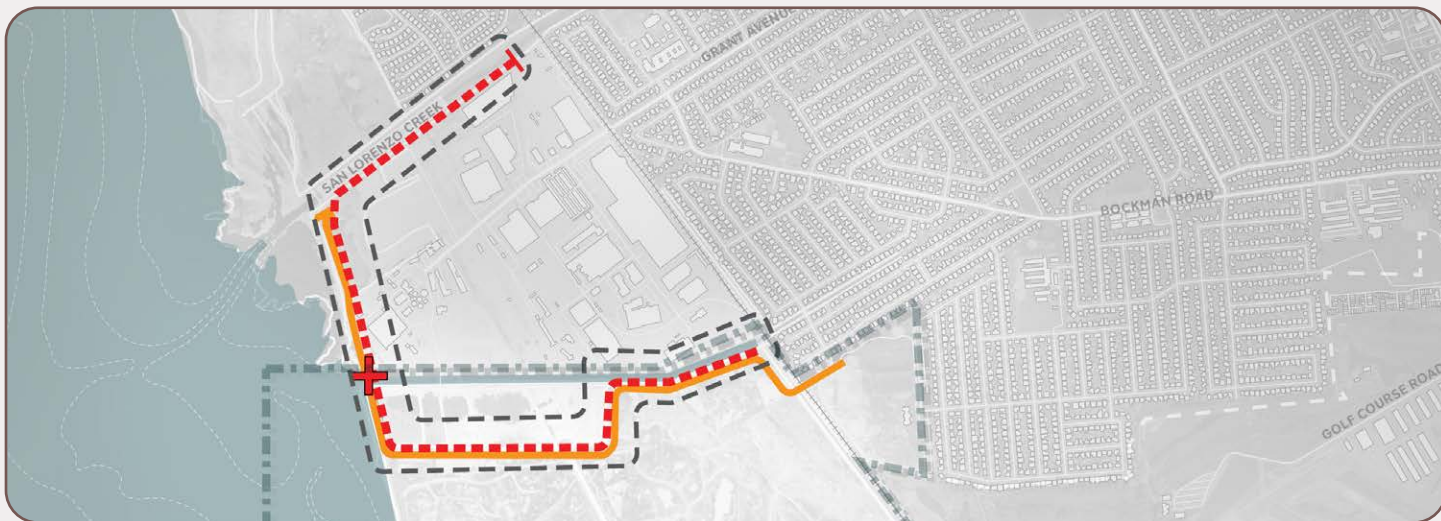 GRANT AVENUE
SAN LORENZO CREEK
BOCKMAN ROAD
GOLF COURSE ROAD